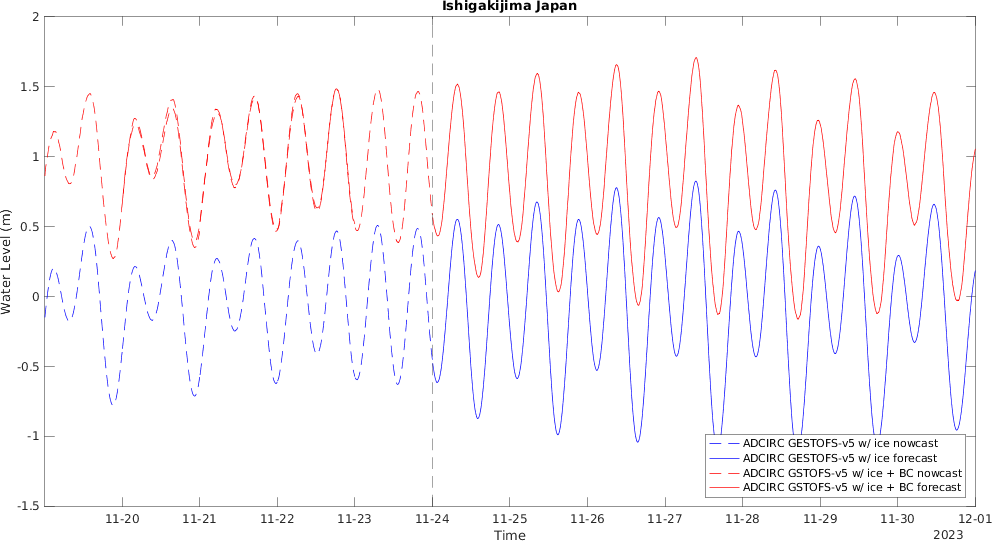 Ishigakijima Japan
2
1.5
1
0.5
0
-0.5
-1
-1.5
Water Level (m)
ADCIRC GESTOFS-v5 w/ ice nowcast
ADCIRC GESTOFS-v5 w/ ice forecast
ADCIRC GSTOFS-v5 w/ ice + BC nowcast
ADCIRC GSTOFS-v5 w/ ice + BC forecast
11-20 11-21 11-22 11-23 11-24 11-25 11-26 11-27 11-28 11-29 11-30 12-01
Time
2023